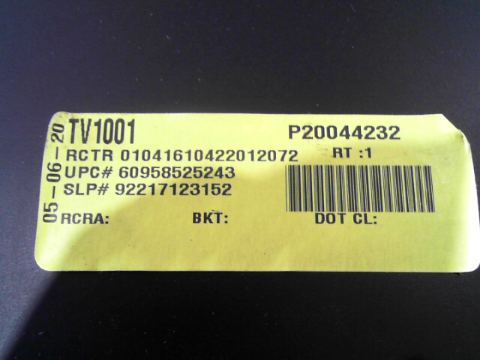 05-06-20
TV1001 P20044232
RCTR 01041610422012072 RT :1
UPC# 60958525243
SLP# 92217123152
RCRA: BKT: DOT CL: